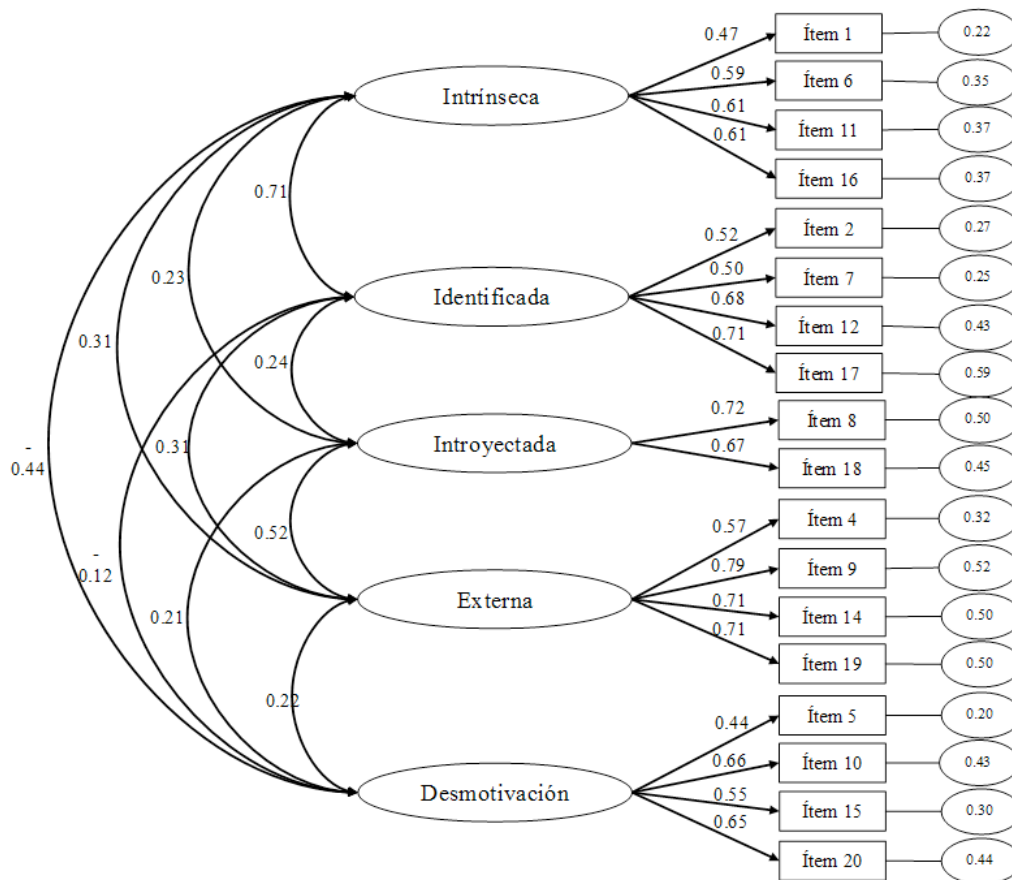 0.47
Ítem 1
0.22
Intrínseca
0.59
Ítem 6
0.35
0.61
Ítem 11
0.37
0.61
Ítem 16
0.37
0.71
0.52
Ítem 2
0.27
0.23
Identificada
0.50
Ítem 7
0.25
0.68
Ítem 12
0.43
0.31
0.71
Ítem 17
0.59
0.24
0.72
Ítem 8
0.50
0.31
Introyectada
0.67
Ítem 18
0.45
-
0.44
0.57
Ítem 4
0.32
0.52
0.79
Ítem 9
0.52
-
0.12
Externa
0.71
Ítem 14
0.50
0.21
0.71
Ítem 19
0.50
0.22
0.44
Ítem 5
0.20
0.66
Ítem 10
0.43
Desmotivación
0.55
Ítem 15
0.30
0.65
Ítem 20
0.44